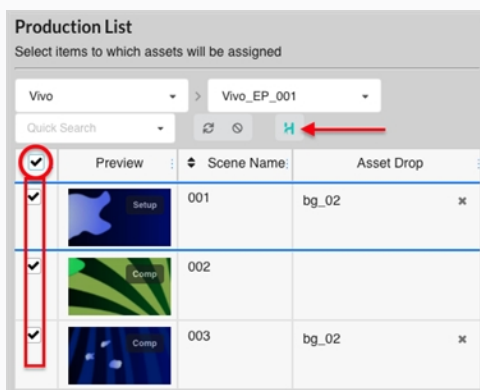 Production List
Select items to which assets will be assigned
Vivo > Vivo_EP_001
Quick Search
Preview Scene Name Asset Drop
Setup 001 bg_02 ×
Comp 002
Comp 003 bg_02 ×